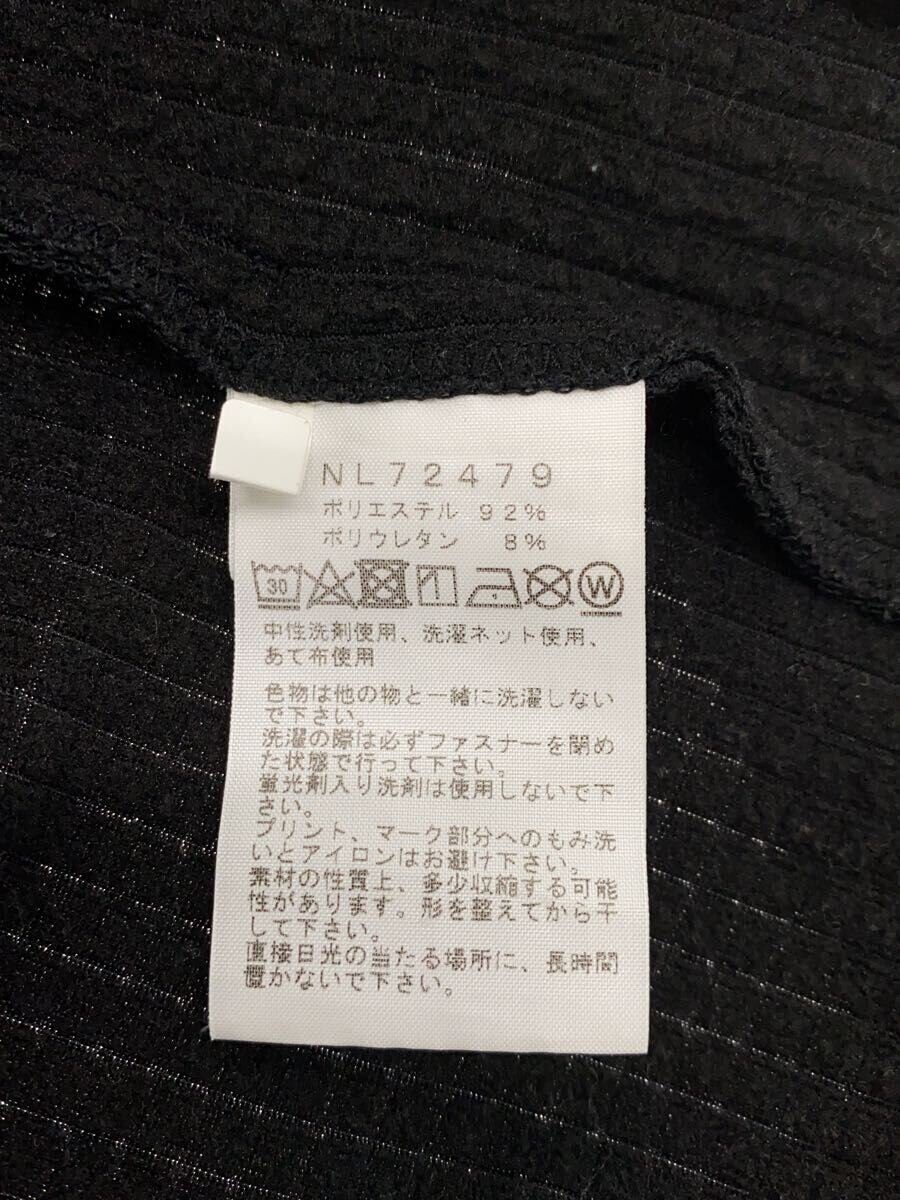 NL72479
ポリエステル 92%
ポリウレタン 8%
30 W
中性洗剤使用、洗濯ネット使用、
あて布使用
色物は他の物と一緒に洗濯しない
で下さい。
洗濯の際は必ずファスナーを閉め
た状態で行って下さい。
蛍光剤入り洗剤は使用しないで下
さい。
プリント、マーク部分へのもみ洗
いとアイロンはお避け下さい。
素材の性質上、多少収縮する可能
性があります。形を整えてから干
して下さい。
直接日光の当たる場所に、長時間
置かないで下さい。